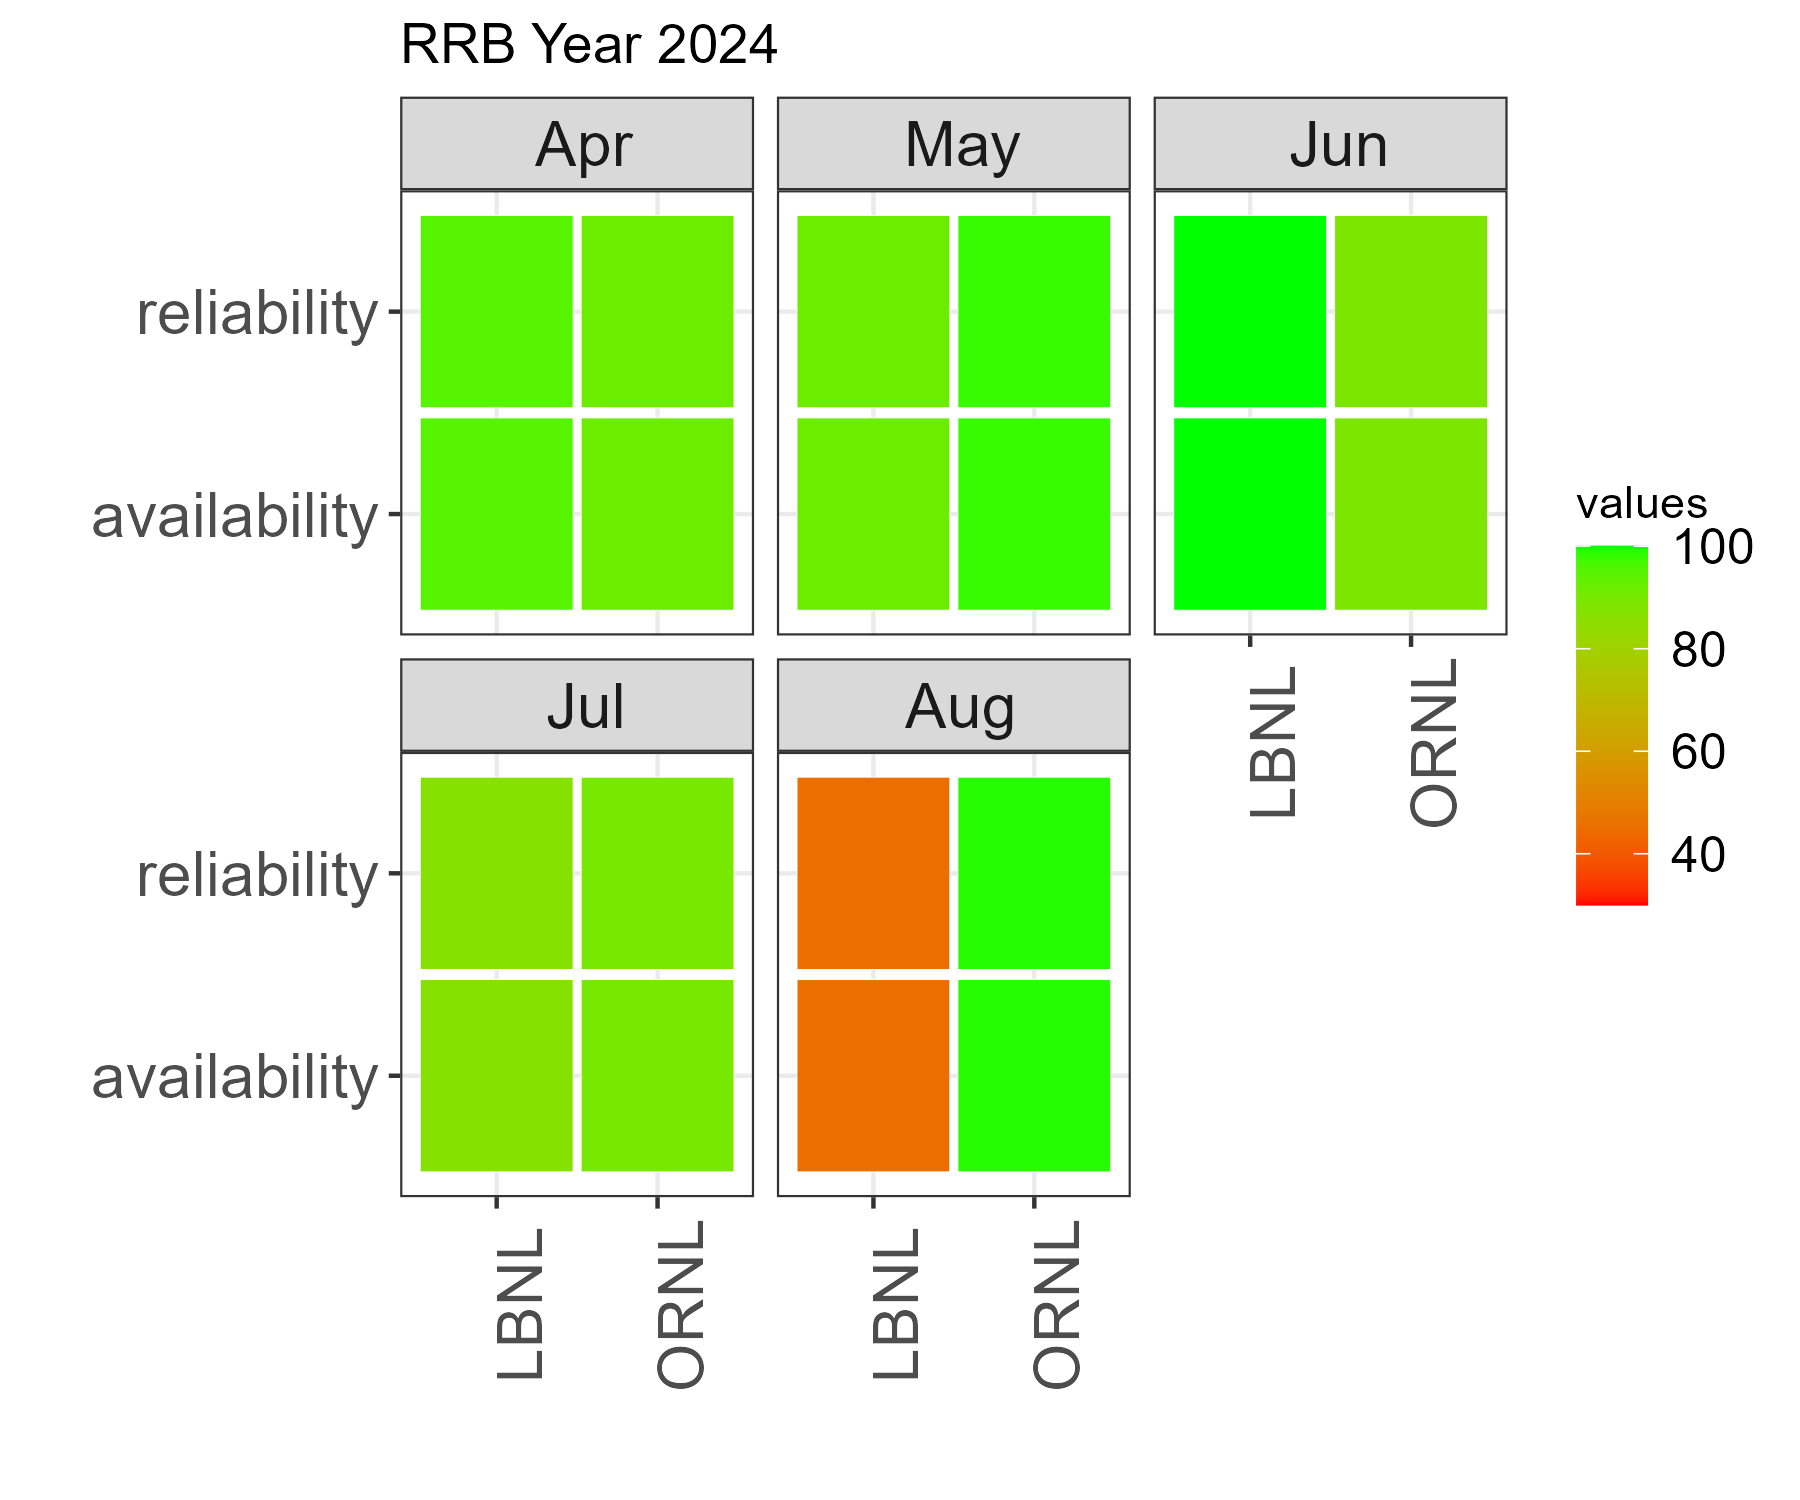 RRB Year 2024
Apr
May
Jun
reliability
availability
LBNL
ORNL
Jul
Aug
reliability
availability
LBNL
ORNL
LBNL
ORNL
values
100
80
60
40